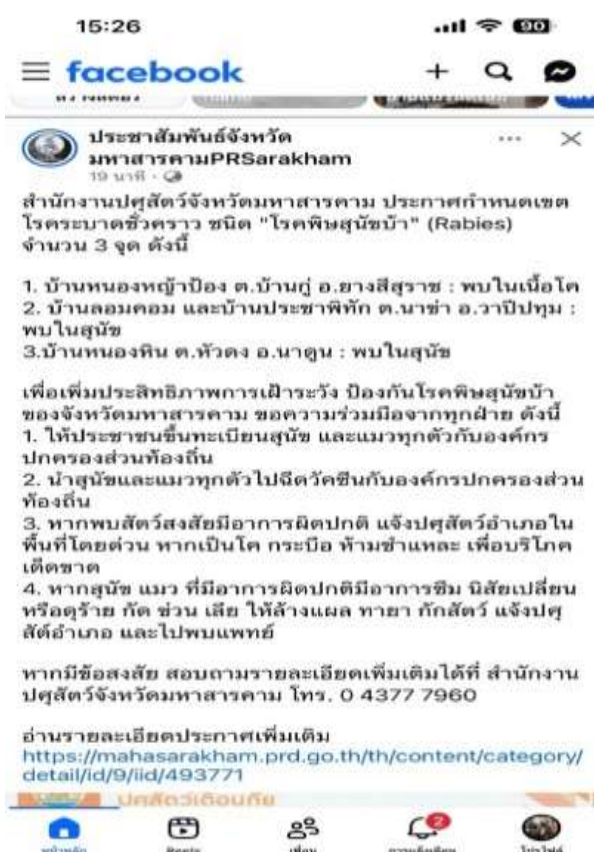 15:26
90
facebook
ประชาสัมพันธ์จังหวัด
มหาสารคามPRSarakham
19 นาที
สำนักงานปศุสัตว์จังหวัดมหาสารคาม ประกาศกำหนดเขต
โรคระบาดชั่วคราว ชนิด "โรคพิษสุนัขบ้า" (Rabies)
จำนวน 3 จุด ดังนี้
1. บ้านหนองหญ้าป้อง ต.บ้านกู่ อ.ยางสีสุราช : พบในเนื้อโค
2. บ้านลอมคอม และบ้านประชาพิทัก ต.นาข่า อ.วาปีปทุม :
พบในสุนัข
3.บ้านหนองหิน ต.หัวดง อ.นาดูน : พบในสุนัข
เพื่อเพิ่มประสิทธิภาพการเฝ้าระวัง ป้องกันโรคพิษสุนัขบ้า
ของจังหวัดมหาสารคาม ขอความร่วมมือจากทุกฝ่าย ดังนี้
1. ให้ประชาชนขึ้นทะเบียนสุนัข และแมวทุกตัวกับองค์กร
ปกครองส่วนท้องถิ่น
2. นำสุนัขและแมวทุกตัวไปฉีดวัคซีนกับองค์กรปกครองส่วน
ท้องถิ่น
3. หากพบสัตว์สงสัยมีอาการผิดปกติ แจ้งปศุสัตว์อำเภอใน
พื้นที่โดยด่วน หากเป็นโค กระบือ ห้ามชำแหละ เพื่อบริโภค
เด็ดขาด
4. หากสุนัข แมว ที่มีอาการผิดปกติมีอาการซึม นิสัยเปลี่ยน
หรือดุร้าย กัด ข่วน เลีย ให้ล้างแผล ทายา กักสัตว์ แจ้งปศุ
สัต์อำเภอ และไปพบแพทย์
หากมีข้อสงสัย สอบถามรายละเอียดเพิ่มเติมได้ที่ สำนักงาน
ปศุสัตว์จังหวัดมหาสารคาม โทร. 0 4377 7960
อ่านรายละเอียดประกาศเพิ่มเติม
https://mahasarakham.prd.go.th/th/content/category/
detail/id/9/iid/493771
ปศุสัตว์เตือนภัย
2
หน้าหลัก Reels เพื่อน การแจ้งเตือน โปรไฟล์